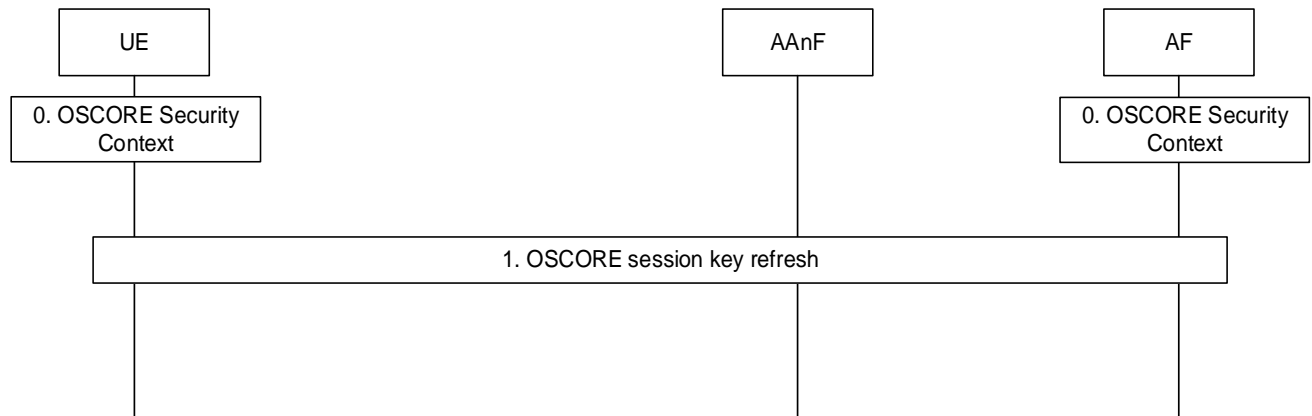 UE
AAnF
AF
0. OSCORE Security
Context
0. OSCORE Security
Context
1. OSCORE session key refresh